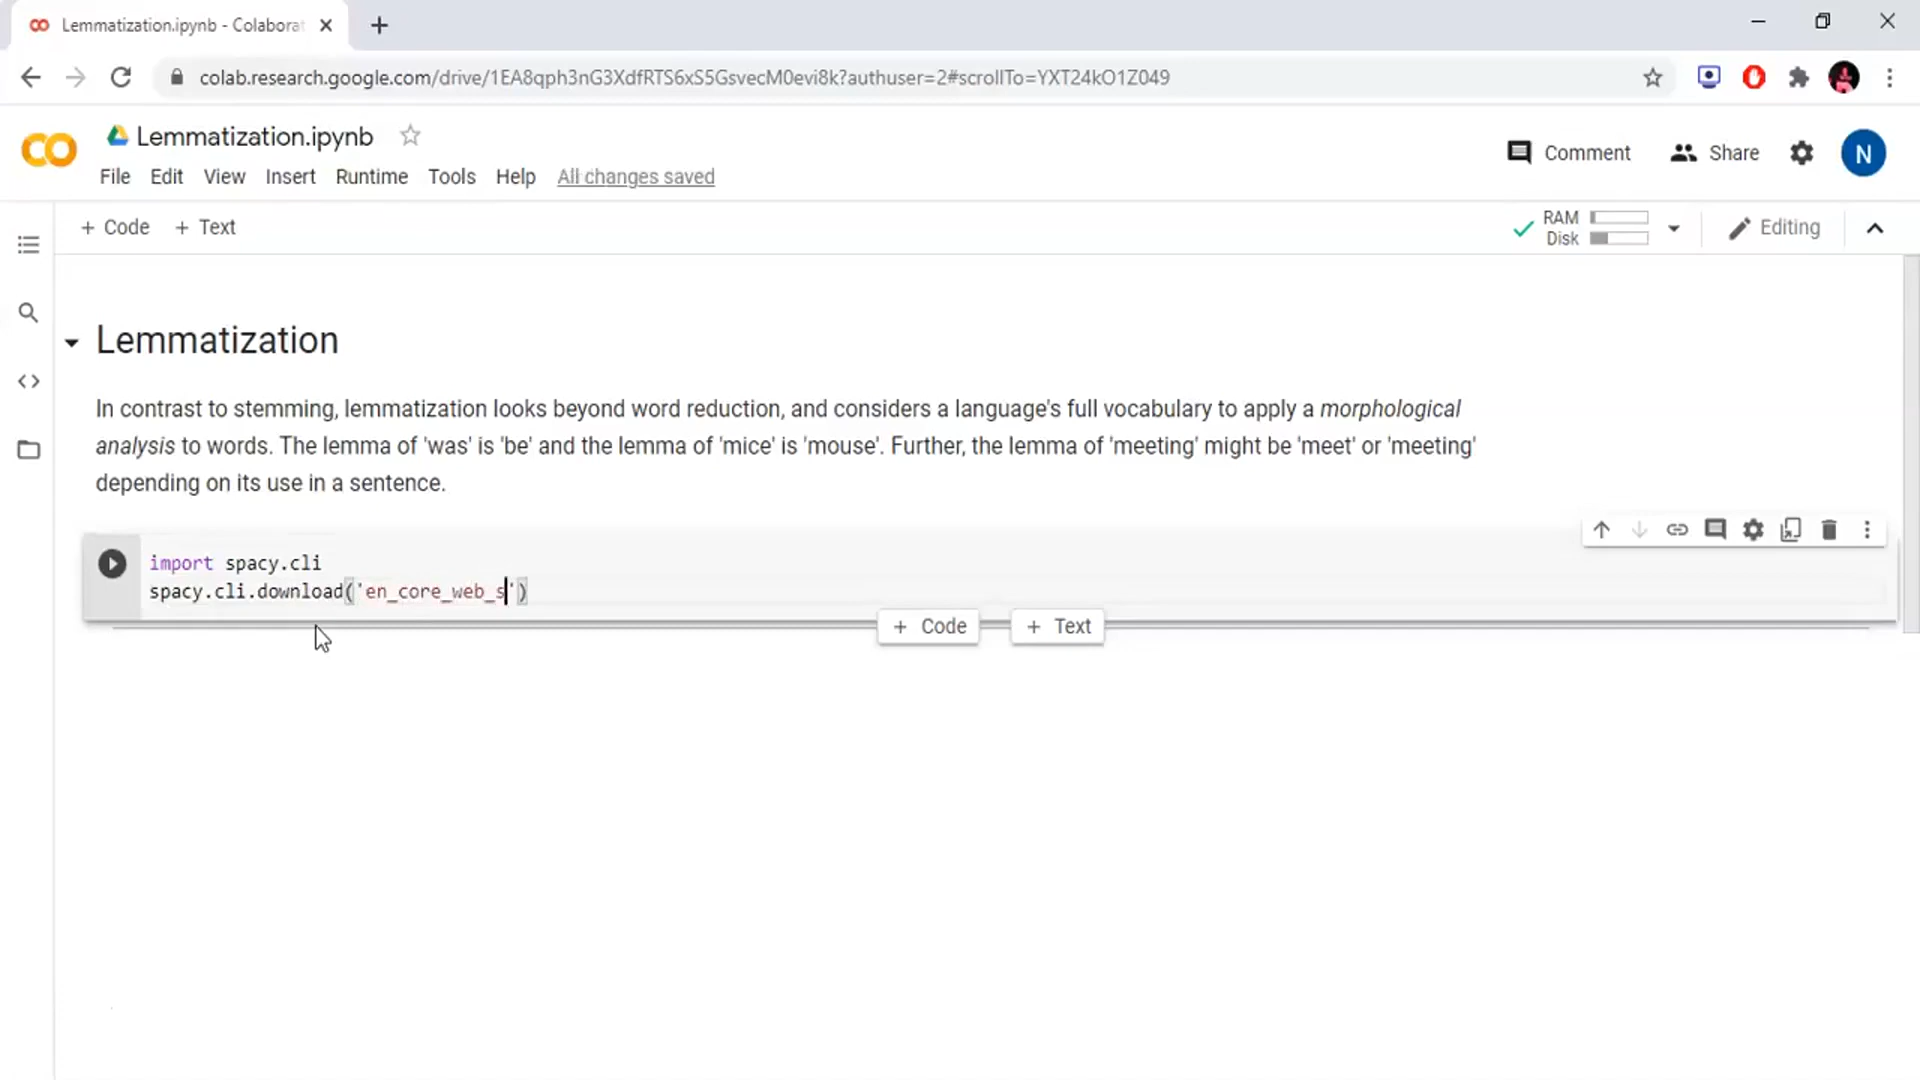 Lemmatization.ipynb - Colaborat
colab.research.google.com/drive/1EA8qph3nG3XdfRTS6xS5GsvecM0evi8k?authuser=2#scrollTo=YXT24kO1Z049
CO
Lemmatization.ipynb
File Edit View Insert Runtime Tools Help All changes saved
Comment Share N
+ Code + Text
RAM
Disk
Editing
Lemmatization
In contrast to stemming, lemmatization looks beyond word reduction, and considers a language's full vocabulary to apply a morphological
analysis to words. The lemma of 'was' is 'be' and the lemma of 'mice' is 'mouse'. Further, the lemma of 'meeting' might be 'meet' or 'meeting'
depending on its use in a sentence.
import spacy.cli
spacy.cli.download('en_core_web_s')
+ Code + Text